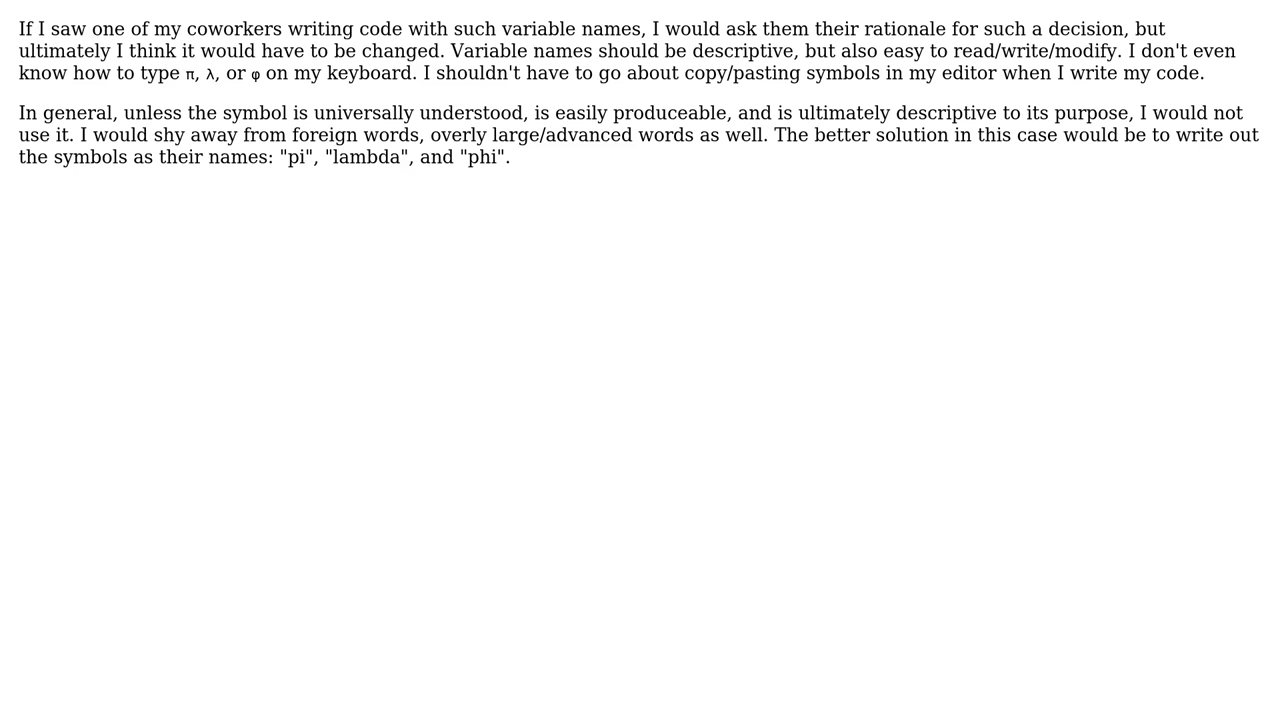 If I saw one of my coworkers writing code with such variable names, I would ask them their rationale for such a decision, but
ultimately I think it would have to be changed. Variable names should be descriptive, but also easy to read/write/modify. I don't even
know how to type π, λ, or φ on my keyboard. I shouldn't have to go about copy/pasting symbols in my editor when I write my code.
In general, unless the symbol is universally understood, is easily produceable, and is ultimately descriptive to its purpose, I would not
use it. I would shy away from foreign words, overly large/advanced words as well. The better solution in this case would be to write out
the symbols as their names: "pi", "lambda", and "phi".